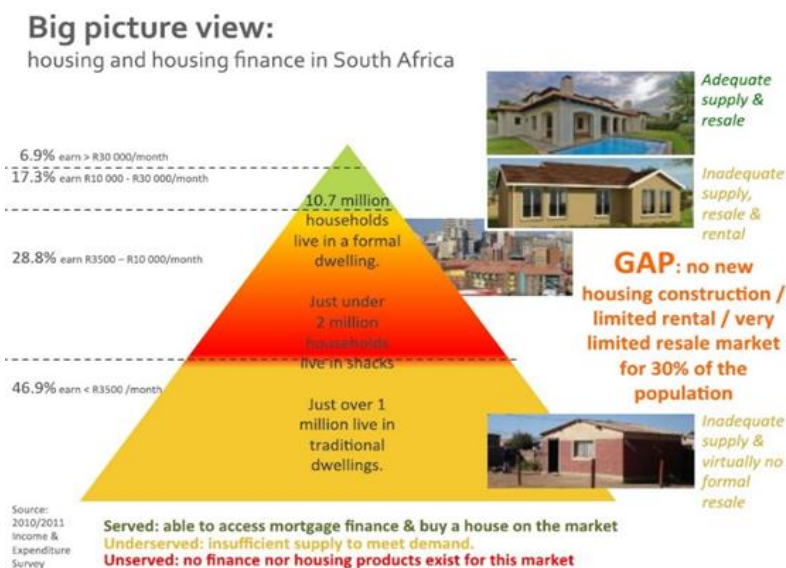 Big picture view:
housing and housing finance in South Africa
Adequate
supply &
resale
6.9% earn > R30 000/month
17.3% earn R10 000 - R30 000/month
Inadequate
supply,
resale &
rental
10.7 million
households
live in a formal
dwelling.
28.8% earn R3500 – R10 000/month
GAP: no new
housing construction /
limited rental / very
limited resale market
for 30% of the
population
Just under
2 million
households
live in shacks
46.9% earn < R3500 /month
Just over 1
million live in
traditional
dwellings.
Inadequate
supply &
virtually no
formal
resale
Source:
2010/2011
Income &
Expenditure
Survey
Served: able to access mortgage finance & buy a house on the market
Underserved: insufficient supply to meet demand.
Unserved: no finance nor housing products exist for this market